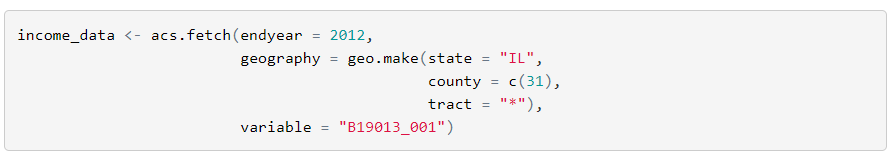 income_data <- acs.fetch(endyear = 2012,
                         geography = geo.make(state = "IL",
                                              county = c(31),
                                              tract = "*"),
                         variable = "B19013_001")